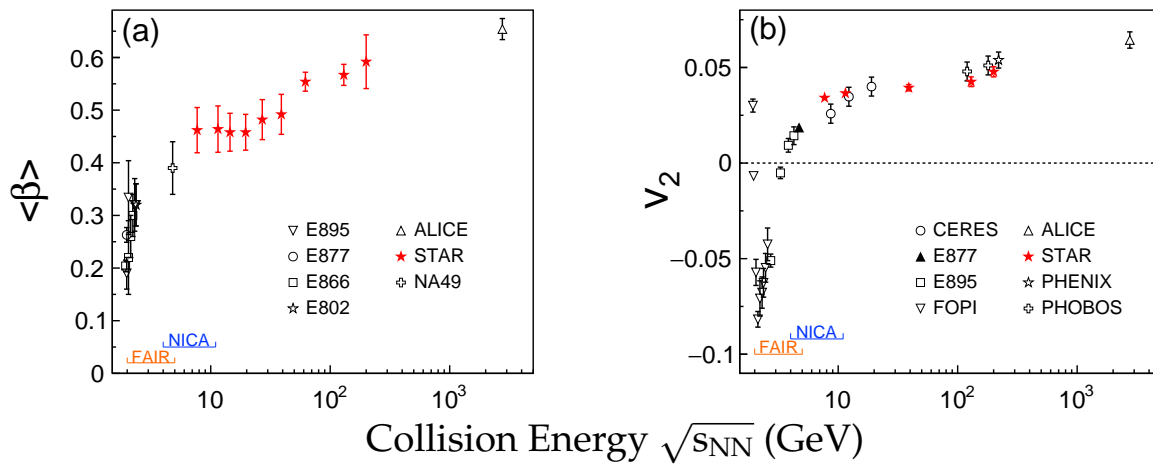 (a)
<β>
0.6
0.5
0.4
0.3
0.2
0.1
0
E895
E877
E866
E802
ALICE
STAR
NA49
NICA
FAIR
10
10²
10³
(b)
v₂
0.05
0
−0.05
−0.1
CERES
E877
E895
FOPI
ALICE
STAR
PHENIX
PHOBOS
NICA
FAIR
10
10²
10³
Collision Energy √sNN (GeV)